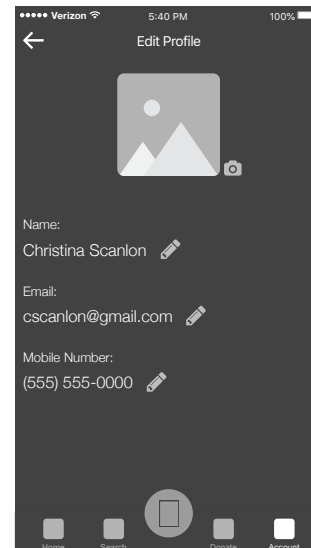 Verizon 5:40 PM 100%
Edit Profile
Name:
Christina Scanlon
Email:
cscanlon@gmail.com
Mobile Number:
(555) 555-0000
Home Search Donate Account